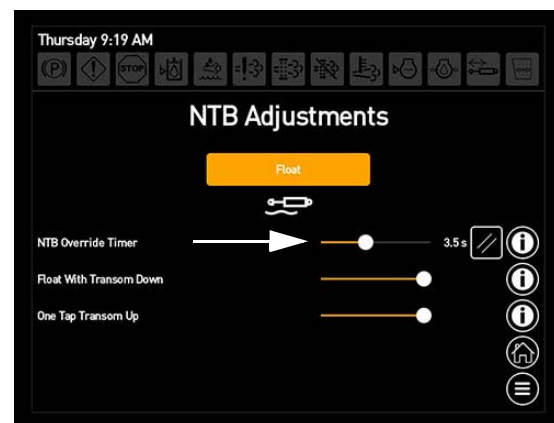 Thursday 9:19 AM
(P) STOP
NTB Adjustments
Float
NTB Override Timer 3.5 s
Float With Transom Down
One Tap Transom Up